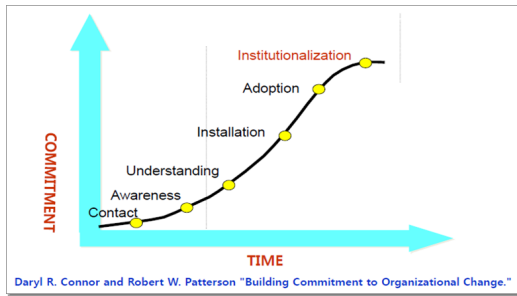 Institutionalization
Adoption
Installation
Understanding
Awareness
Contact
COMMITMENT
TIME
Daryl R. Connor and Robert W. Patterson "Building Commitment to Organizational Change."